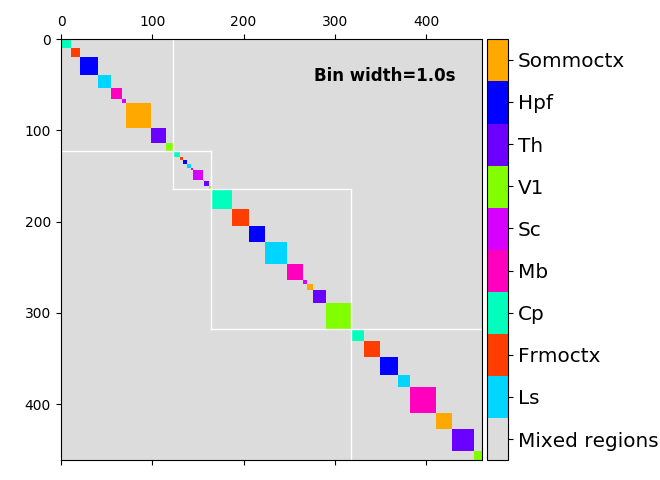 0 100 200 300 400
0
100
200
300
400
Bin width=1.0s
Sommoctx
Hpf
Th
V1
Sc
Mb
Cp
Frmoctx
Ls
Mixed regions